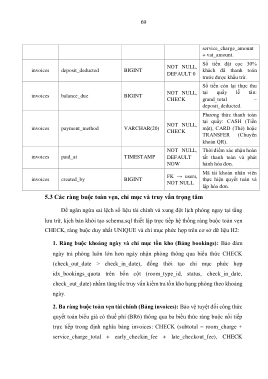 60
service_charge_amount
+ vat_amount.
invoices deposit_deducted BIGINT NOT NULL, DEFAULT 0 Số tiền đặt cọc 30% khách đã thanh toán trước được khấu trừ.
invoices balance_due BIGINT NOT NULL, CHECK Số tiền còn lại thực thu tại quầy lễ tân: grand_total – deposit_deducted.
invoices payment_method VARCHAR(20) NOT NULL, CHECK Phương thức thanh toán tại quầy: CASH (Tiền mặt), CARD (Thẻ) hoặc TRANSFER (Chuyển khoản QR).
invoices paid_at TIMESTAMP NOT NULL, DEFAULT NOW Thời điểm xác nhận hoàn tất thanh toán và phát hành hóa đơn.
invoices created_by BIGINT FK → users, NOT NULL Mã tài khoản nhân viên thực hiện quyết toán và lập hóa đơn.
5.3 Các ràng buộc toàn vẹn, chỉ mục và truy vấn trọng tâm
Để ngăn ngừa sai lệch số liệu tài chính và xung đột lịch phòng ngay tại tầng
lưu trữ, kịch bản khởi tạo schema.sql thiết lập trực tiếp hệ thống ràng buộc toàn vẹn
CHECK, ràng buộc duy nhất UNIQUE và chỉ mục phức hợp trên cơ sở dữ liệu H2:
1. Ràng buộc khoảng ngày và chỉ mục tồn kho (Bảng bookings): Bảo đảm
ngày trả phòng luôn lớn hơn ngày nhận phòng thông qua biểu thức CHECK
(check_out_date > check_in_date), đồng thời tạo chỉ mục phức hợp
idx_bookings_quota trên bốn cột (room_type_id, status, check_in_date,
check_out_date) nhằm tăng tốc truy vấn kiểm tra tồn kho hạng phòng theo khoảng
ngày.
2. Ba ràng buộc toàn vẹn tài chính (Bảng invoices): Bảo vệ tuyệt đối công thức
quyết toán biểu giá có thuế phí (BR6) thông qua ba biểu thức ràng buộc nối tiếp
trực tiếp trong định nghĩa bảng invoices: CHECK (subtotal = room_charge +
service_charge_total + early_checkin_fee + late_checkout_fee), CHECK